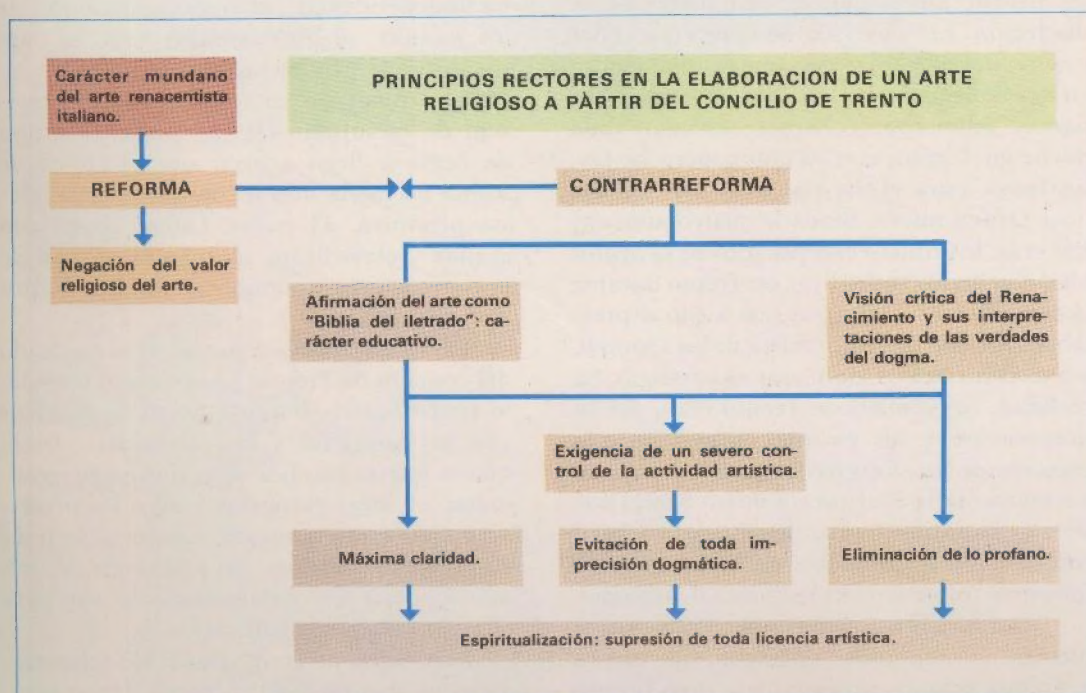 Carácter mundano
del arte renacentista
italiano.
PRINCIPIOS RECTORES EN LA ELABORACION DE UN ARTE
RELIGIOSO A PÀRTIR DEL CONCILIO DE TRENTO
REFORMA
CONTRARREFORMA
Negación del valor
religioso del arte.
Afirmación del arte como
"Biblia del iletrado": ca-
rácter educativo.
Visión crítica del Rena-
cimiento y sus interpre-
taciones de las verdades
del dogma.
Exigencia de un severo con-
trol de la actividad artística.
Máxima claridad.
Evitación de toda im-
precisión dogmática.
Eliminación de lo profano.
Espiritualización: supresión de toda licencia artística.